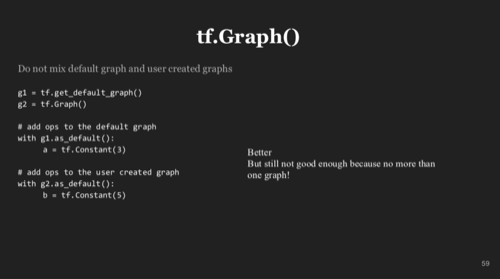 tf.Graph()
Do not mix default graph and user created graphs
g1 = tf.get_default_graph()
g2 = tf.Graph()
# add ops to the default graph
with g1.as_default():
a = tf.Constant(3)
# add ops to the user created graph
with g2.as_default():
b = tf.Constant(5)
Better
But still not good enough because no more than
one graph!
59